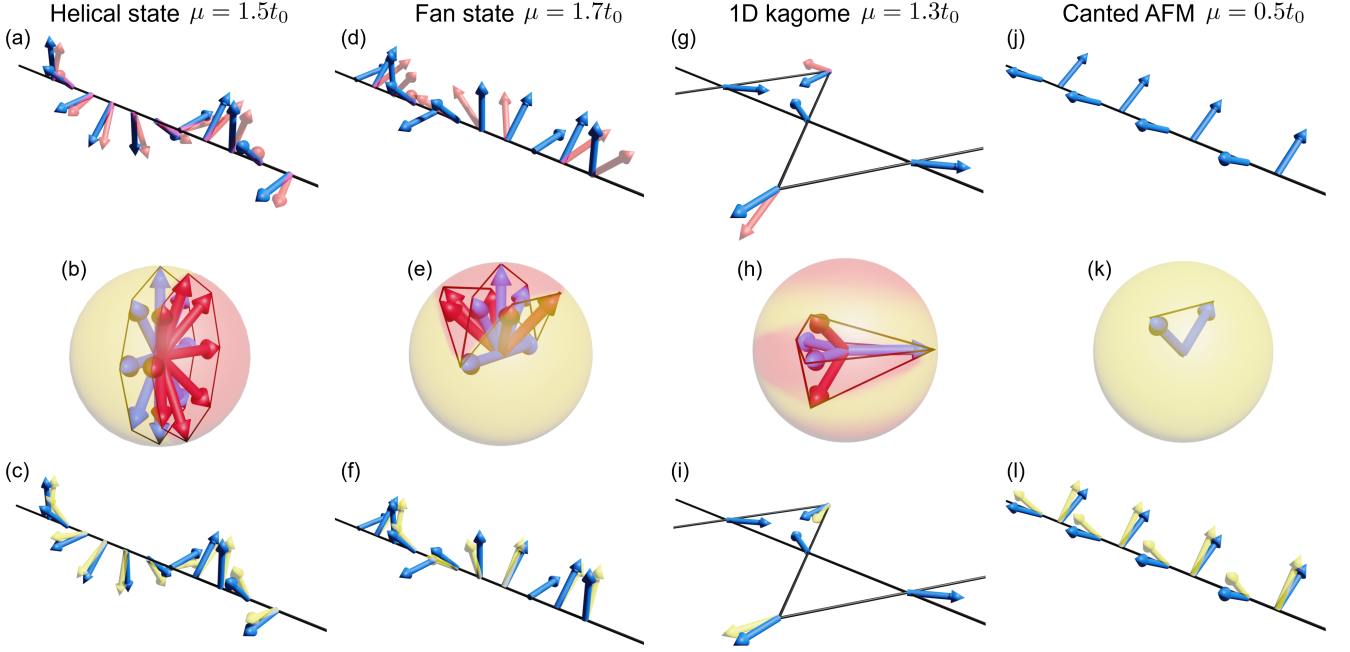 Helical state μ = 1.5t₀
Fan state μ = 1.7t₀
1D kagome μ = 1.3t₀
Canted AFM μ = 0.5t₀
(a)
(d)
(g)
(j)
(b)
(e)
(h)
(k)
(c)
(f)
(i)
(l)